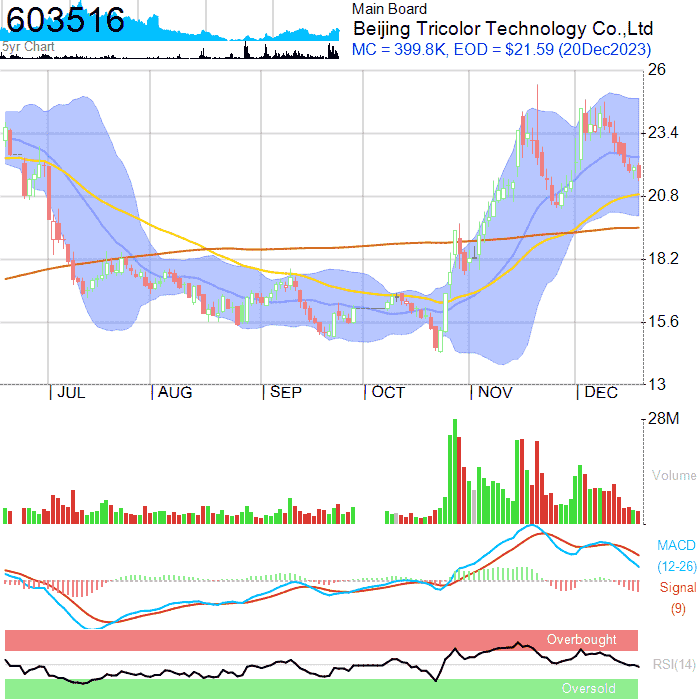 603516
5yr Chart
Main Board
Beijing Tricolor Technology Co.,Ltd
MC = 399.8K, EOD = $21.59 (20Dec2023)
26
23.4
20.8
18.2
15.6
13
JUL AUG SEP OCT NOV DEC
28M
Volume
MACD
(12-26)
Signal
(9)
Overbought
RSI(14)
Oversold